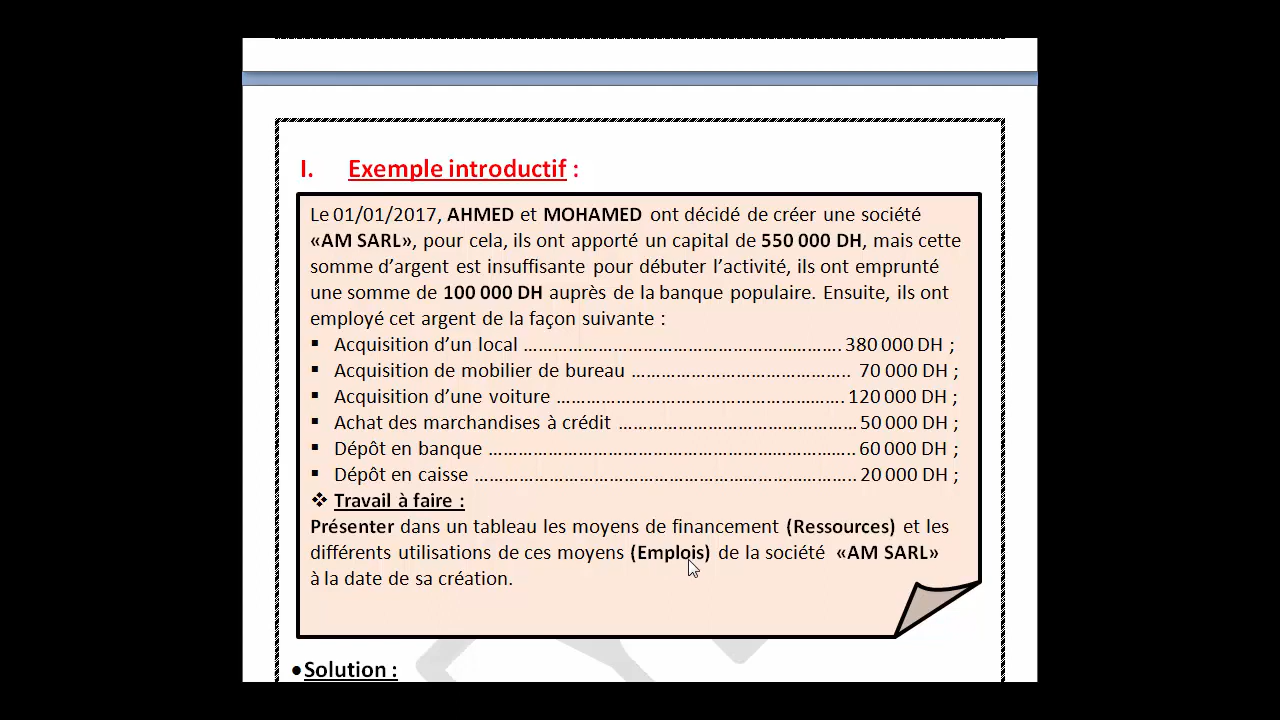 I. Exemple introductif :
Le 01/01/2017, AHMED et MOHAMED ont décidé de créer une société
«AM SARL», pour cela, ils ont apporté un capital de 550 000 DH, mais cette
somme d’argent est insuffisante pour débuter l’activité, ils ont emprunté
une somme de 100 000 DH auprès de la banque populaire. Ensuite, ils ont
employé cet argent de la façon suivante :
▪ Acquisition d’un local ……………………………………………………. 380 000 DH ;
▪ Acquisition de mobilier de bureau …………………………………….. 70 000 DH ;
▪ Acquisition d’une voiture ………………………………………………. 120 000 DH ;
▪ Achat des marchandises à crédit ……………………………………… 50 000 DH ;
▪ Dépôt en banque …………………………………………………………….. 60 000 DH ;
▪ Dépôt en caisse ……………………………………………………………….. 20 000 DH ;
❖ Travail à faire :
Présenter dans un tableau les moyens de financement (Ressources) et les
différents utilisations de ces moyens (Emplois) de la société «AM SARL»
à la date de sa création.
•Solution :